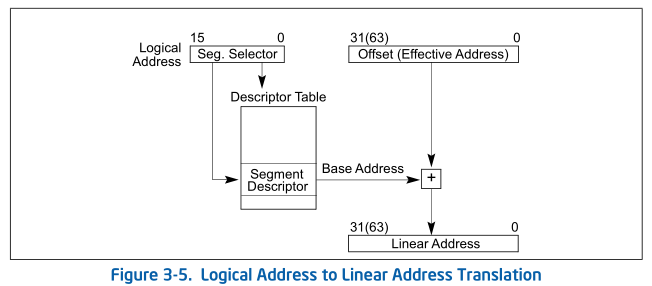 15 0 31(63) 0
Logical Address
Seg. Selector
Offset (Effective Address)
Descriptor Table
Segment Descriptor
Base Address
+
31(63) 0
Linear Address
Figure 3-5. Logical Address to Linear Address Translation